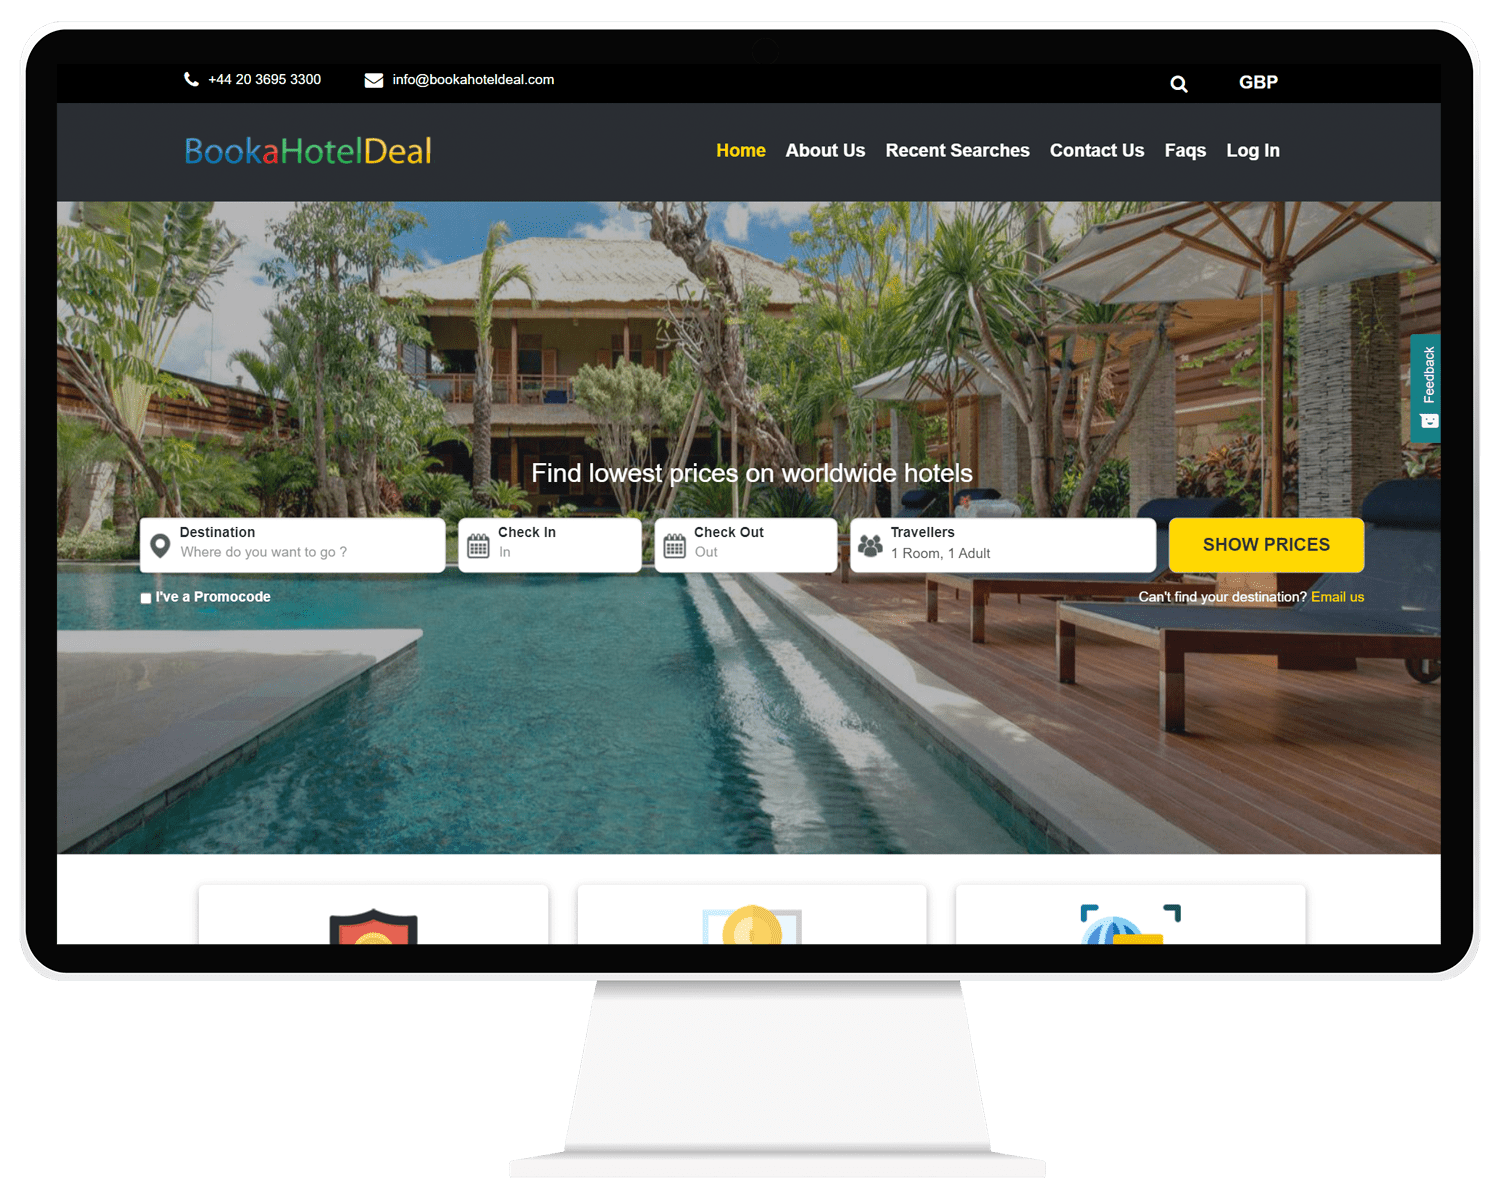 +44 20 3695 3300 info@bookahoteldeal.com GBP
BookaHotelDeal
Home About Us Recent Searches Contact Us Faqs Log In
Feedback
Find lowest prices on worldwide hotels
Destination Check In Check Out Travellers
Where do you want to go ? In Out 1 Room, 1 Adult
SHOW PRICES
I've a Promocode
Can't find your destination? Email us